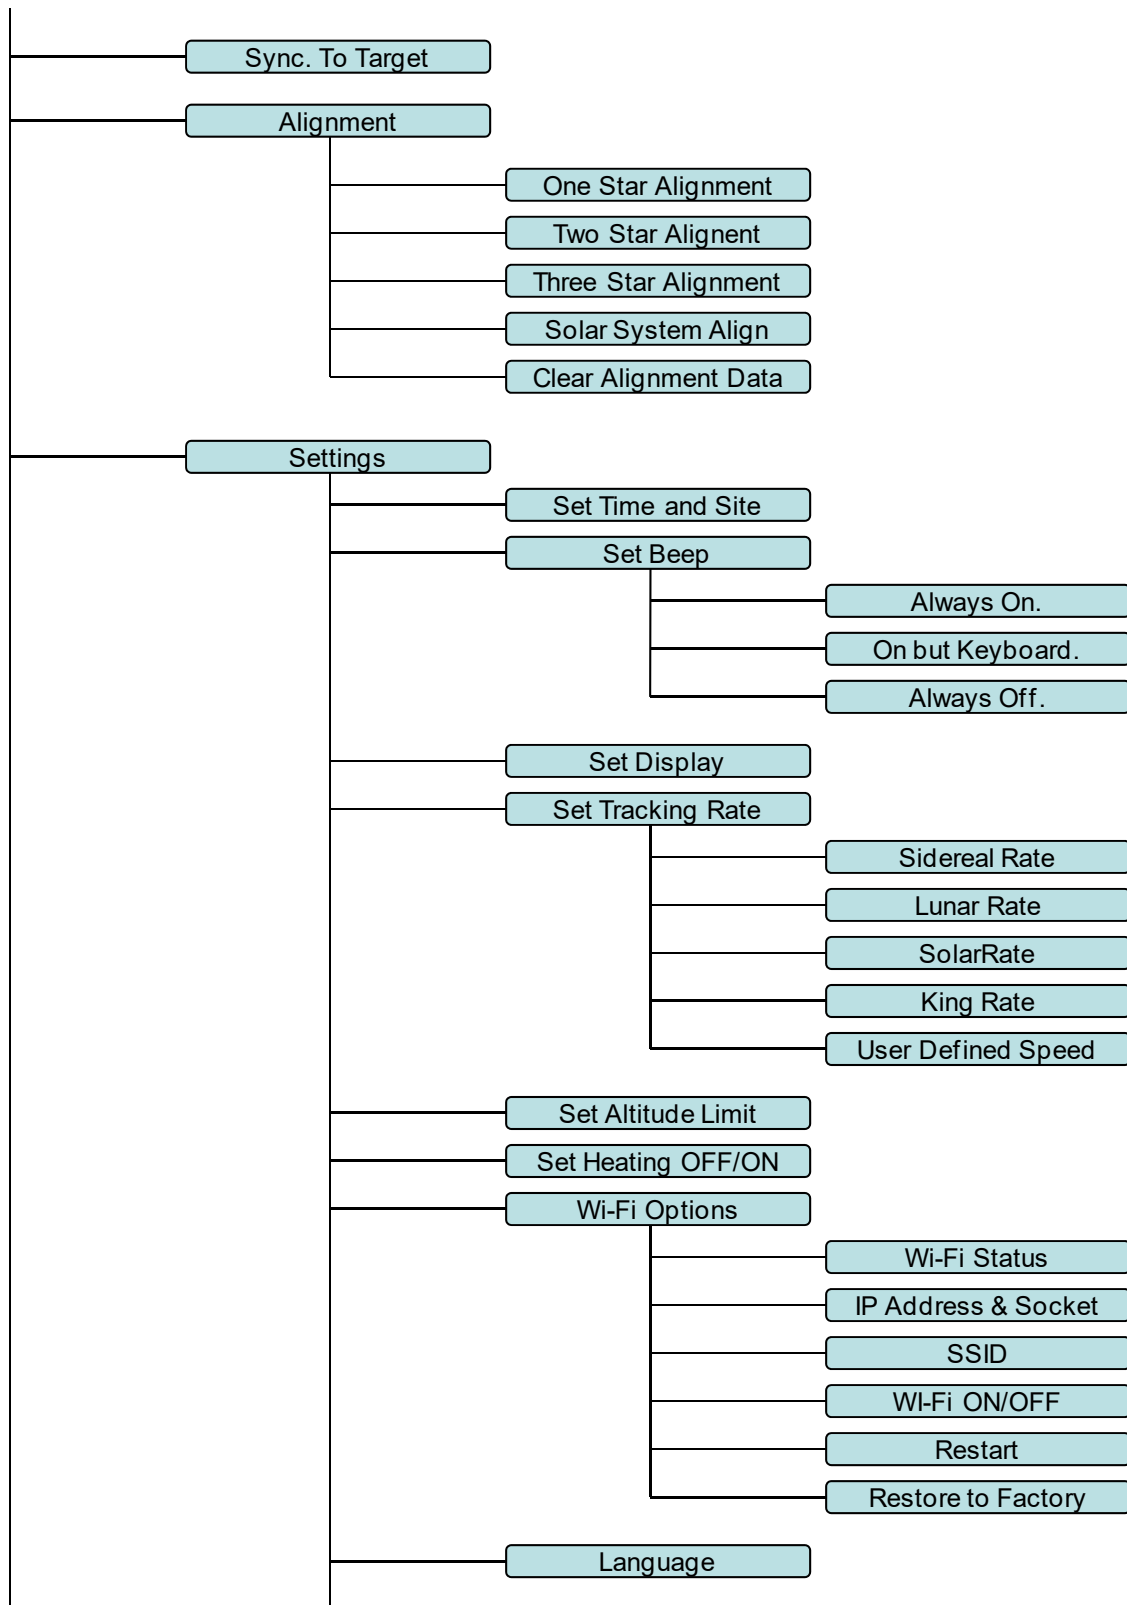 Sync. To Target
Alignment
One Star Alignment
Two Star Alignent
Three Star Alignment
Solar System Align
Clear Alignment Data
Settings
Set Time and Site
Set Beep
Always On.
On but Keyboard.
Always Off.
Set Display
Set Tracking Rate
Sidereal Rate
Lunar Rate
SolarRate
King Rate
User Defined Speed
Set Altitude Limit
Set Heating OFF/ON
Wi-Fi Options
Wi-Fi Status
IP Address & Socket
SSID
WI-Fi ON/OFF
Restart
Restore to Factory
Language